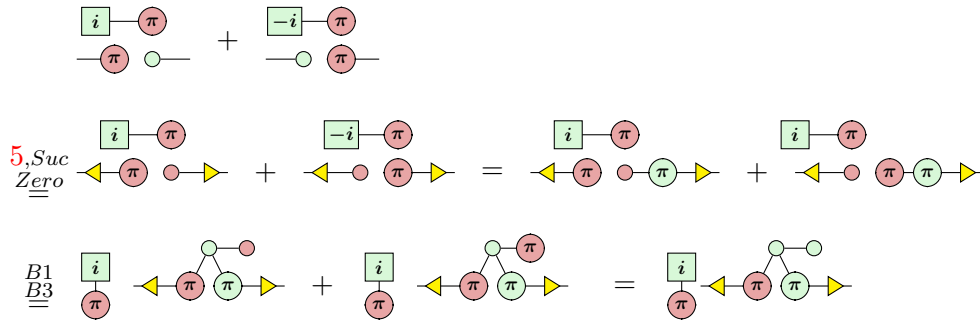 i π + −i π
π π
i π −i π i π i π
5,Suc Zero = π + π = π π + π π
B1 B3 = i π π π + i π π π π = i π π π